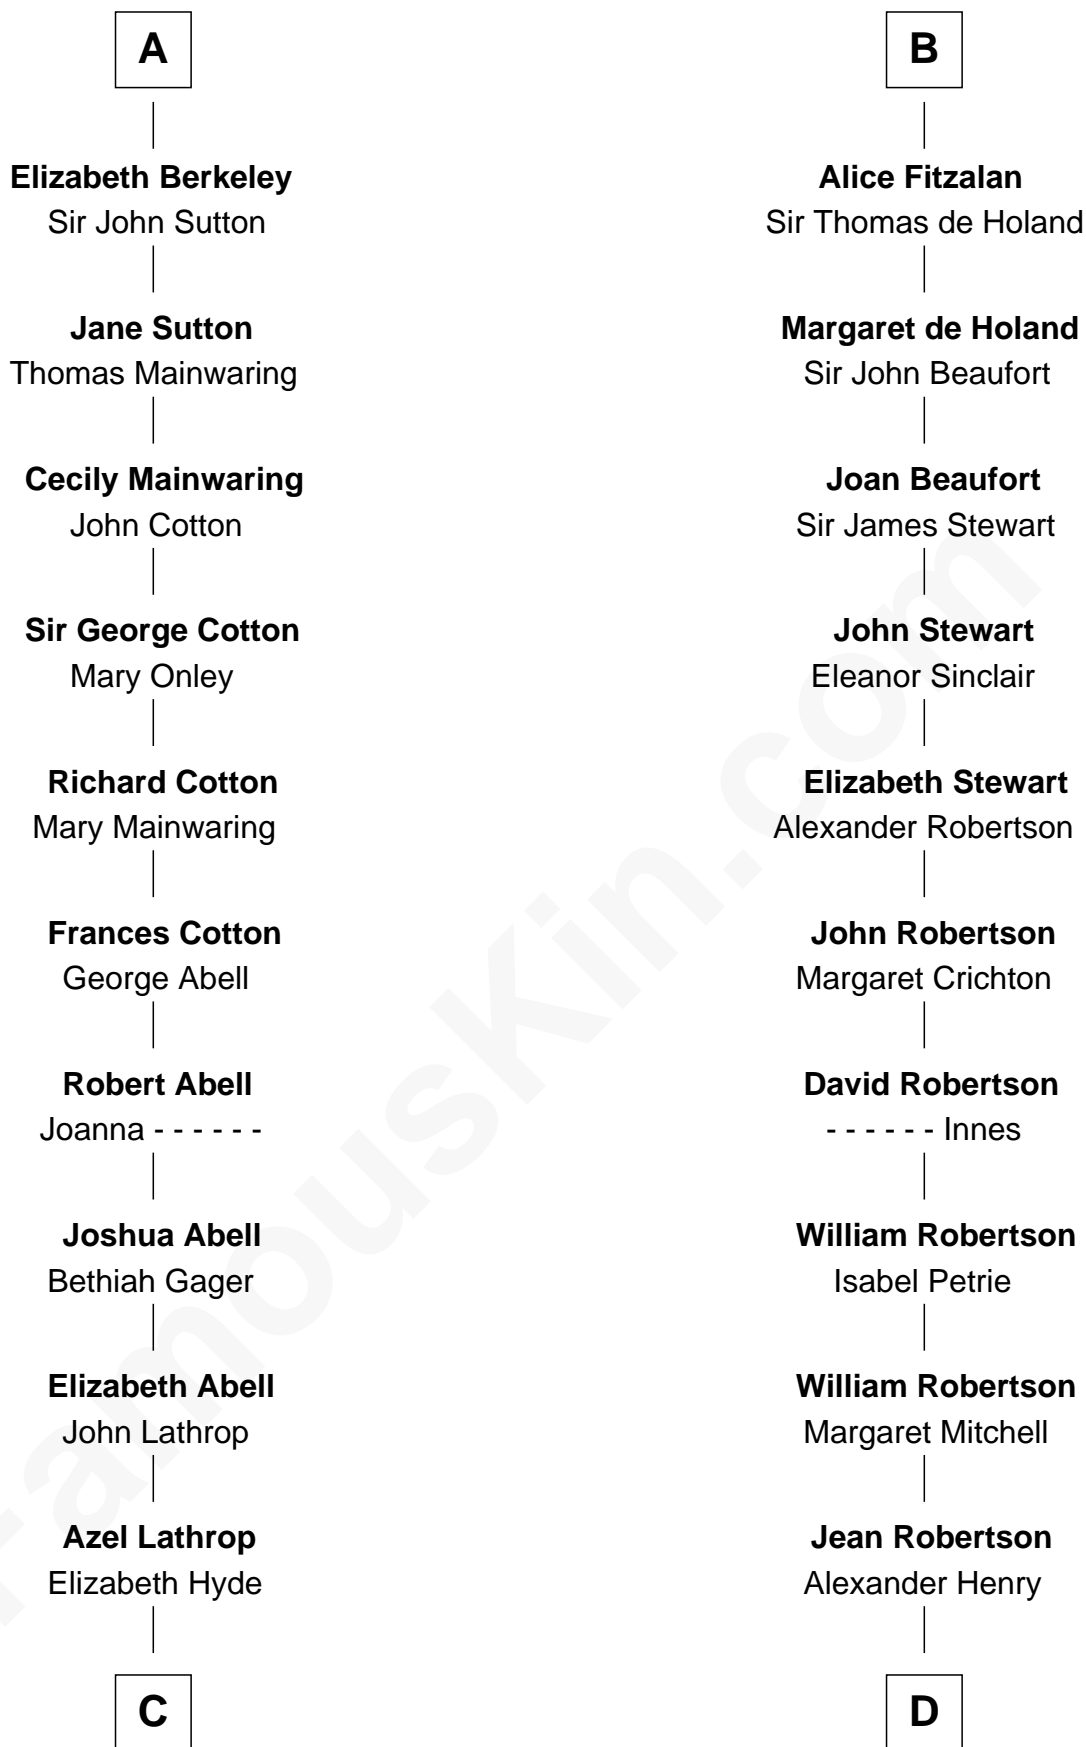 A
Elizabeth Berkeley
Sir John Sutton
Jane Sutton
Thomas Mainwaring
Cecily Mainwaring
John Cotton
Sir George Cotton
Mary Onley
Richard Cotton
Mary Mainwaring
Frances Cotton
George Abell
Robert Abell
Joanna - - - - - -
Joshua Abell
Bethiah Gager
Elizabeth Abell
John Lathrop
Azel Lathrop
Elizabeth Hyde
C
B
Alice Fitzalan
Sir Thomas de Holand
Margaret de Holand
Sir John Beaufort
Joan Beaufort
Sir James Stewart
John Stewart
Eleanor Sinclair
Elizabeth Stewart
Alexander Robertson
John Robertson
Margaret Crichton
David Robertson
- - - - - - Innes
William Robertson
Isabel Petrie
William Robertson
Margaret Mitchell
Jean Robertson
Alexander Henry
D
FamousKin.com